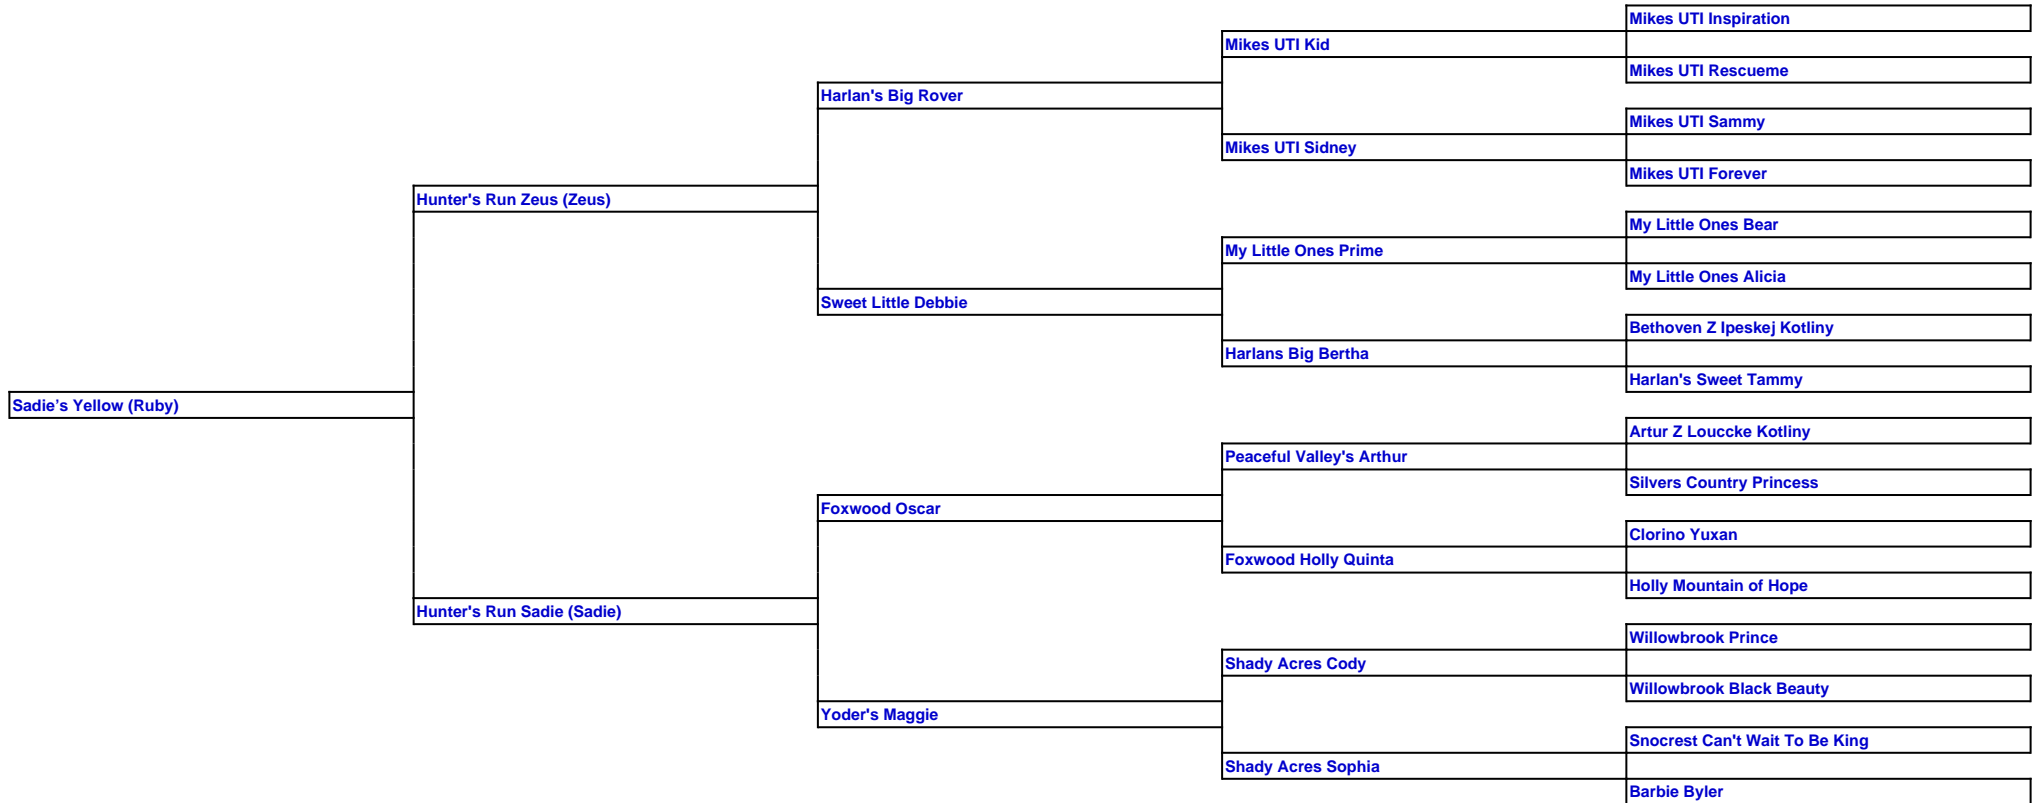 Mikes UTI Inspiration
Mikes UTI Kid
Mikes UTI Rescueme
Harlan's Big Rover
Mikes UTI Sammy
Mikes UTI Sidney
Mikes UTI Forever
Hunter's Run Zeus (Zeus)
My Little Ones Bear
My Little Ones Prime
My Little Ones Alicia
Sweet Little Debbie
Bethoven Z Ipeskej Kotliny
Harlans Big Bertha
Harlan's Sweet Tammy
Sadie’s Yellow (Ruby)
Artur Z Louccke Kotliny
Peaceful Valley's Arthur
Silvers Country Princess
Foxwood Oscar
Clorino Yuxan
Foxwood Holly Quinta
Holly Mountain of Hope
Hunter's Run Sadie (Sadie)
Willowbrook Prince
Shady Acres Cody
Willowbrook Black Beauty
Yoder's Maggie
Snocrest Can't Wait To Be King
Shady Acres Sophia
Barbie Byler